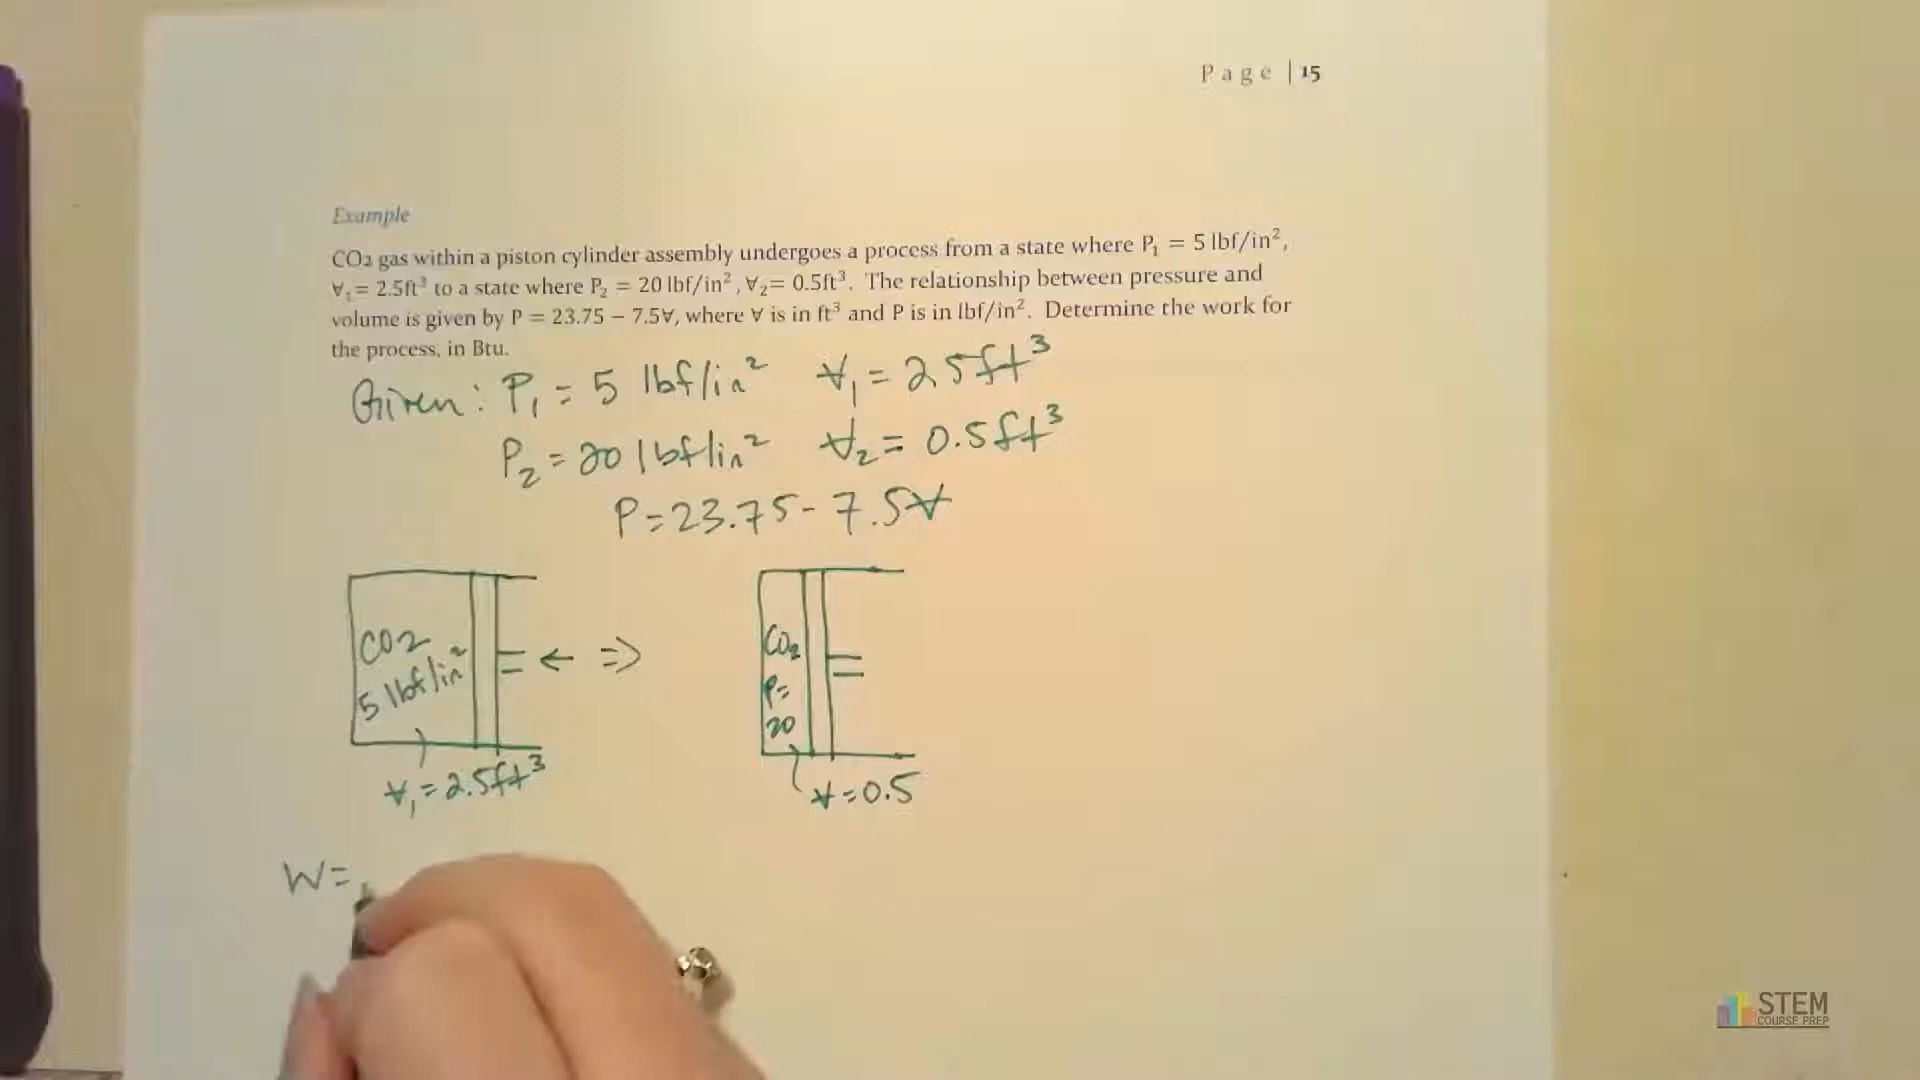 Page | 15
Example
CO2 gas within a piston cylinder assembly undergoes a process from a state where P₁ = 5 lbf/in²,
∀₁= 2.5ft³ to a state where P₂ = 20 lbf/in², ∀₂= 0.5ft³. The relationship between pressure and
volume is given by P = 23.75 − 7.5∀, where ∀ is in ft³ and P is in lbf/in². Determine the work for
the process, in Btu.
Given: P₁ = 5 lbf/in² ∀₁ = 2.5ft³
P₂ = 20 lbf/in² ∀₂ = 0.5ft³
P=23.75- 7.5∀
CO2
5 lbf/in²
← ⇒
CO₂
P=
20
∀₁=2.5ft³
∀=0.5
W=
STEM
COURSE PREP